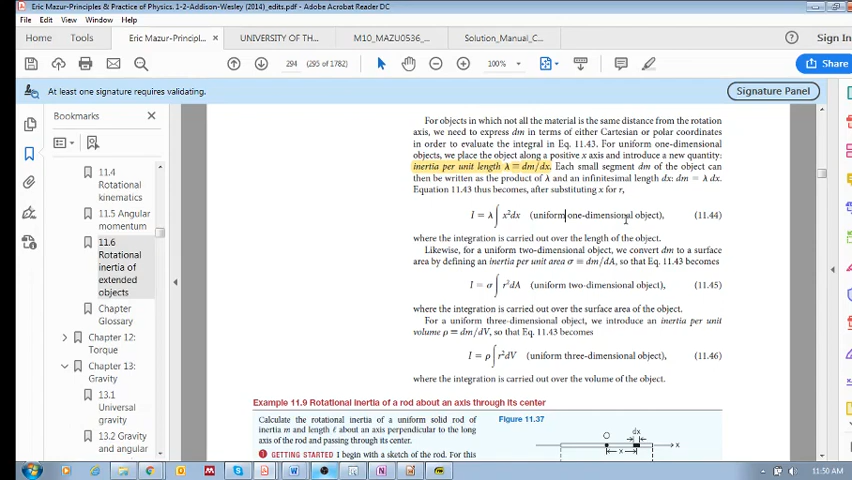 Eric Mazur-Principles & Practice of Physics. 1-2-Addison-Wesley (2014)_edits.pdf - Adobe Acrobat Reader DC
File Edit View Window Help
Home Tools Eric Mazur-Principl... × UNIVERSITY OF TH... M10_MAZU0536_... Solution_Manual_C... Sign In
294 (295 of 1782) 100% Share
At least one signature requires validating. Signature Panel
Bookmarks
11.4
Rotational
kinematics
11.5 Angular
momentum
11.6
Rotational
inertia of
extended
objects
Chapter
Glossary
Chapter 12:
Torque
Chapter 13:
Gravity
13.1
Universal
gravity
13.2 Gravity
and angular
For objects in which not all the material is the same distance from the rotation
axis, we need to express dm in terms of either Cartesian or polar coordinates
in order to evaluate the integral in Eq. 11.43. For uniform one-dimensional
objects, we place the object along a positive x axis and introduce a new quantity:
inertia per unit length λ = dm/dx. Each small segment dm of the object can
then be written as the product of λ and an infinitesimal length dx: dm = λ dx.
Equation 11.43 thus becomes, after substituting x for r,
I = λ ∫ x²dx (uniform one-dimensional object), (11.44)
where the integration is carried out over the length of the object.
Likewise, for a uniform two-dimensional object, we convert dm to a surface
area by defining an inertia per unit area σ = dm/dA, so that Eq. 11.43 becomes
I = σ ∫ r²dA (uniform two-dimensional object), (11.45)
where the integration is carried out over the surface area of the object.
For a uniform three-dimensional object, we introduce an inertia per unit
volume ρ = dm/dV, so that Eq. 11.43 becomes
I = ρ ∫ r²dV (uniform three-dimensional object), (11.46)
where the integration is carried out over the volume of the object.
Example 11.9 Rotational inertia of a rod about an axis through its center
Calculate the rotational inertia of a uniform solid rod of
inertia m and length ℓ about an axis perpendicular to the long
axis of the rod and passing through its center.
❶ GETTING STARTED I begin with a sketch of the rod. For this
Figure 11.37
dx
x
x
11:50 AM